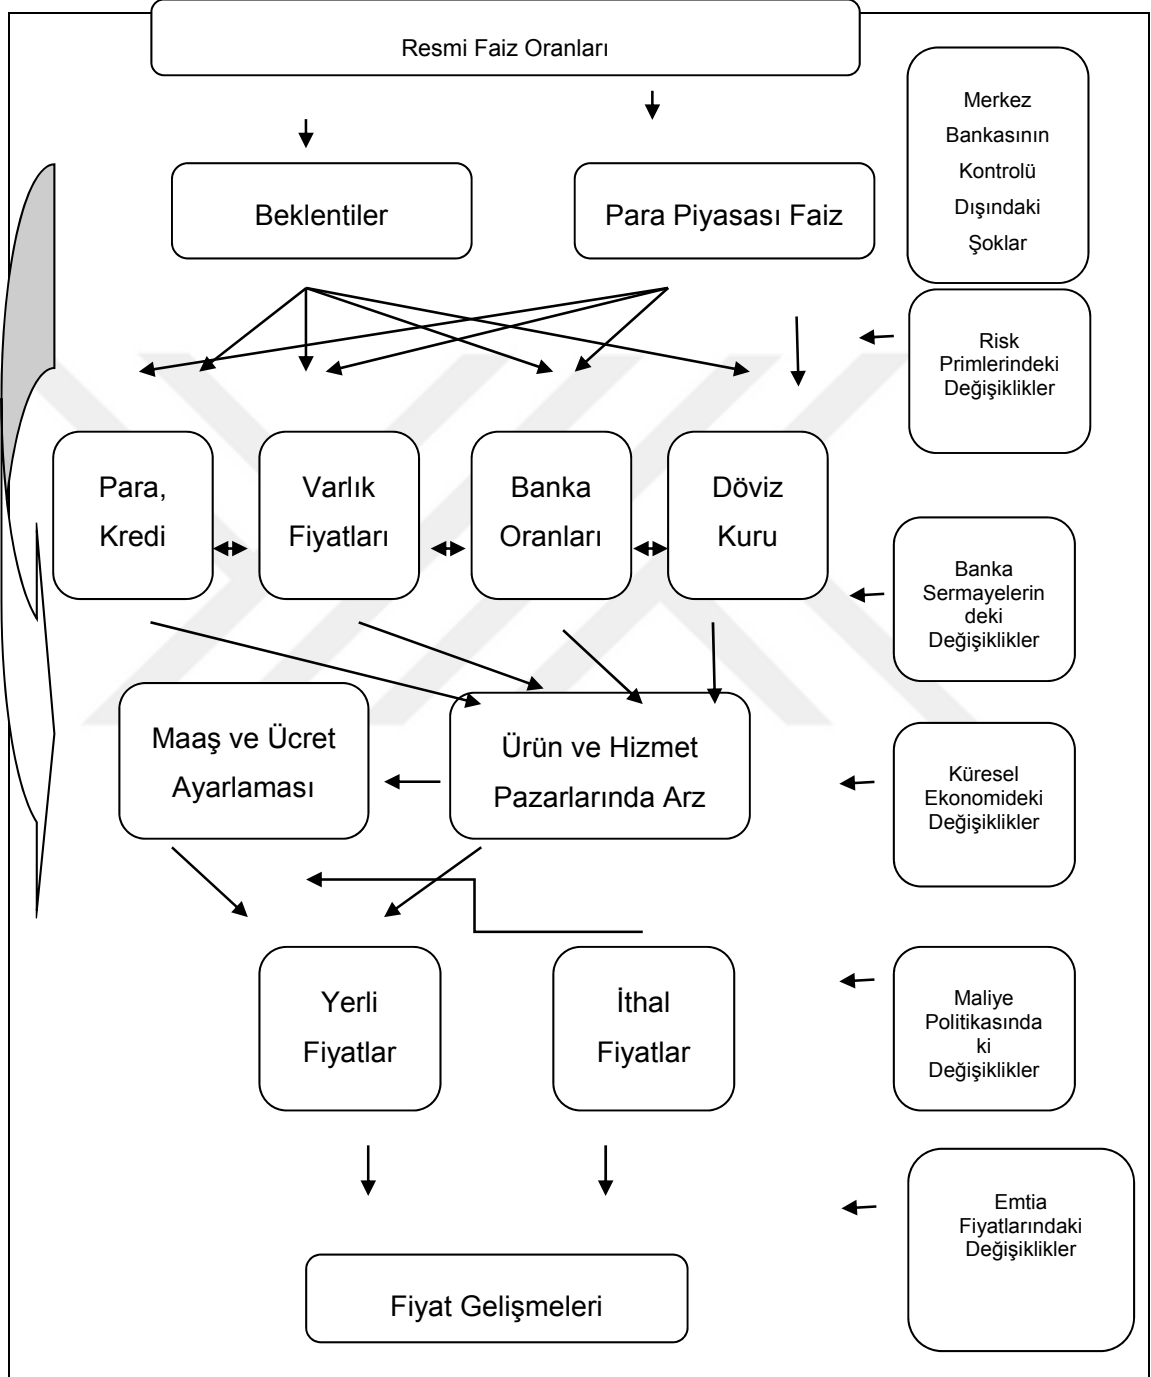 Resmi Faiz Oranları
Merkez
Bankasının
Kontrolü
Dışındaki
Şoklar
Beklentiler
Para Piyasası Faiz
Risk
Primlerindeki
Değişiklikler
Para,
Kredi
Varlık
Fiyatları
Banka
Oranları
Döviz
Kuru
Banka
Sermayelerin
deki
Değişiklikler
Maaş ve Ücret
Ayarlaması
Ürün ve Hizmet
Pazarlarında Arz
Küresel
Ekonomideki
Değişiklikler
Yerli
Fiyatlar
İthal
Fiyatlar
Maliye
Politikasında
ki
Değişiklikler
Emtia
Fiyatlarındaki
Değişiklikler
Fiyat Gelişmeleri